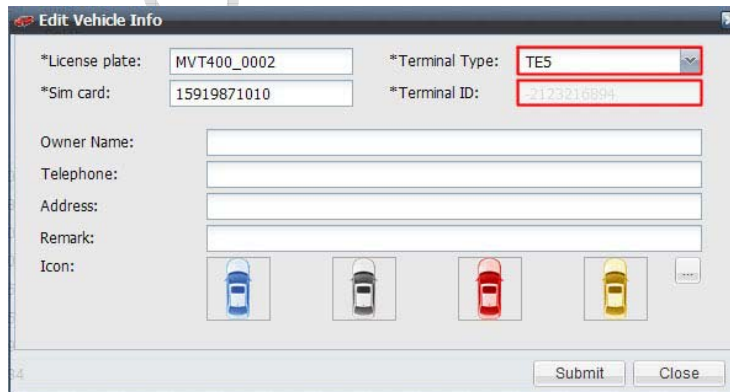 Edit Vehicle Info
*License plate: MVT400_0002 *Terminal Type: TE5
*Sim card: 15919871010 *Terminal ID: -2123216894
Owner Name:
Telephone:
Address:
Remark:
Icon: ...
Submit Close